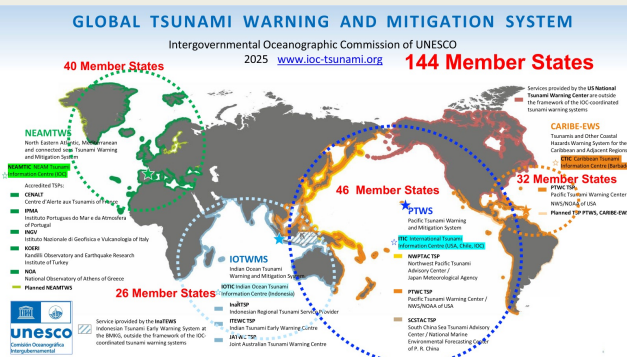 GLOBAL TSUNAMI WARNING AND MITIGATION SYSTEM
Intergovernmental Oceanographic Commission of UNESCO
2025 www.ioc-tsunami.org
144 Member States
40 Member States
NEAMTWS
North Eastern Atlantic, Mediterranean
and connected seas Tsunami Warning
and Mitigation System
NEAMTIC NEAM Tsunami
Information Centre (IOC)
Accredited TSPs:
CENALT
Centre d'Alerte aux Tsunamis of France
IPMA
Instituto Portugues do Mar e da Atmosfera
of Portugal
INGV
Istituto Nazionale di Geofisica e Vulcanologia of Italy
KOERI
Kandilli Observatory and Earthquake Research
Institute of Turkey
NOA
National Observatory of Athens of Greece
Planned NEAMTWS
unesco
Comisión Oceanográfica
Intergubernamental
Service iprovided by the InaTEWS
Indonesian Tsunami Early Warning System at
the BMKG, outside the framework of the IOC-
coordinated tsunami warning systems
26 Member States
IOTWMS
Indian Ocean Tsunami
Warning and Mitigation System
IOTIC Indian Ocean Tsunami
Information Centre (Indonesia)
InaRTSP
Indonesian Regional Tsunami Service Provider
ITEWC TSP
Indian Tsunami Early Warning Centre
JATWC TSP
Joint Australian Tsunami Warning Centre
46 Member States
PTWS
Pacific Tsunami Warning
and Mitigation System
ITIC International Tsunami
Information Centre (USA, Chile, IOC)
NWPTAC TSP
Northwest Pacific Tsunami
Advisory Center /
Japan Meteorological Agency
PTWC TSP
Pacific Tsunami Warning Center /
NWS/NOAA of USA
SCSTAC TSP
South China Sea Tsunami Advisory
Center / National Marine
Environmental Forecasting Center
of P. R. China
Services provided by the US National
Tsunami Warning Center are outside
the framework of the IOC-coordinated
tsunami warning systems
CARIBE-EWS
Tsunamis and Other Coastal
Hazards Warning System for the
Caribbean and Adjacent Regions
CTIC Caribbean Tsunami
Information Centre (Barbad
32 Member States
PTWC TSP
Pacific Tsunami Warning Center
NWS/NOAA of USA
Planned TSP PTWS, CARIBE-EW